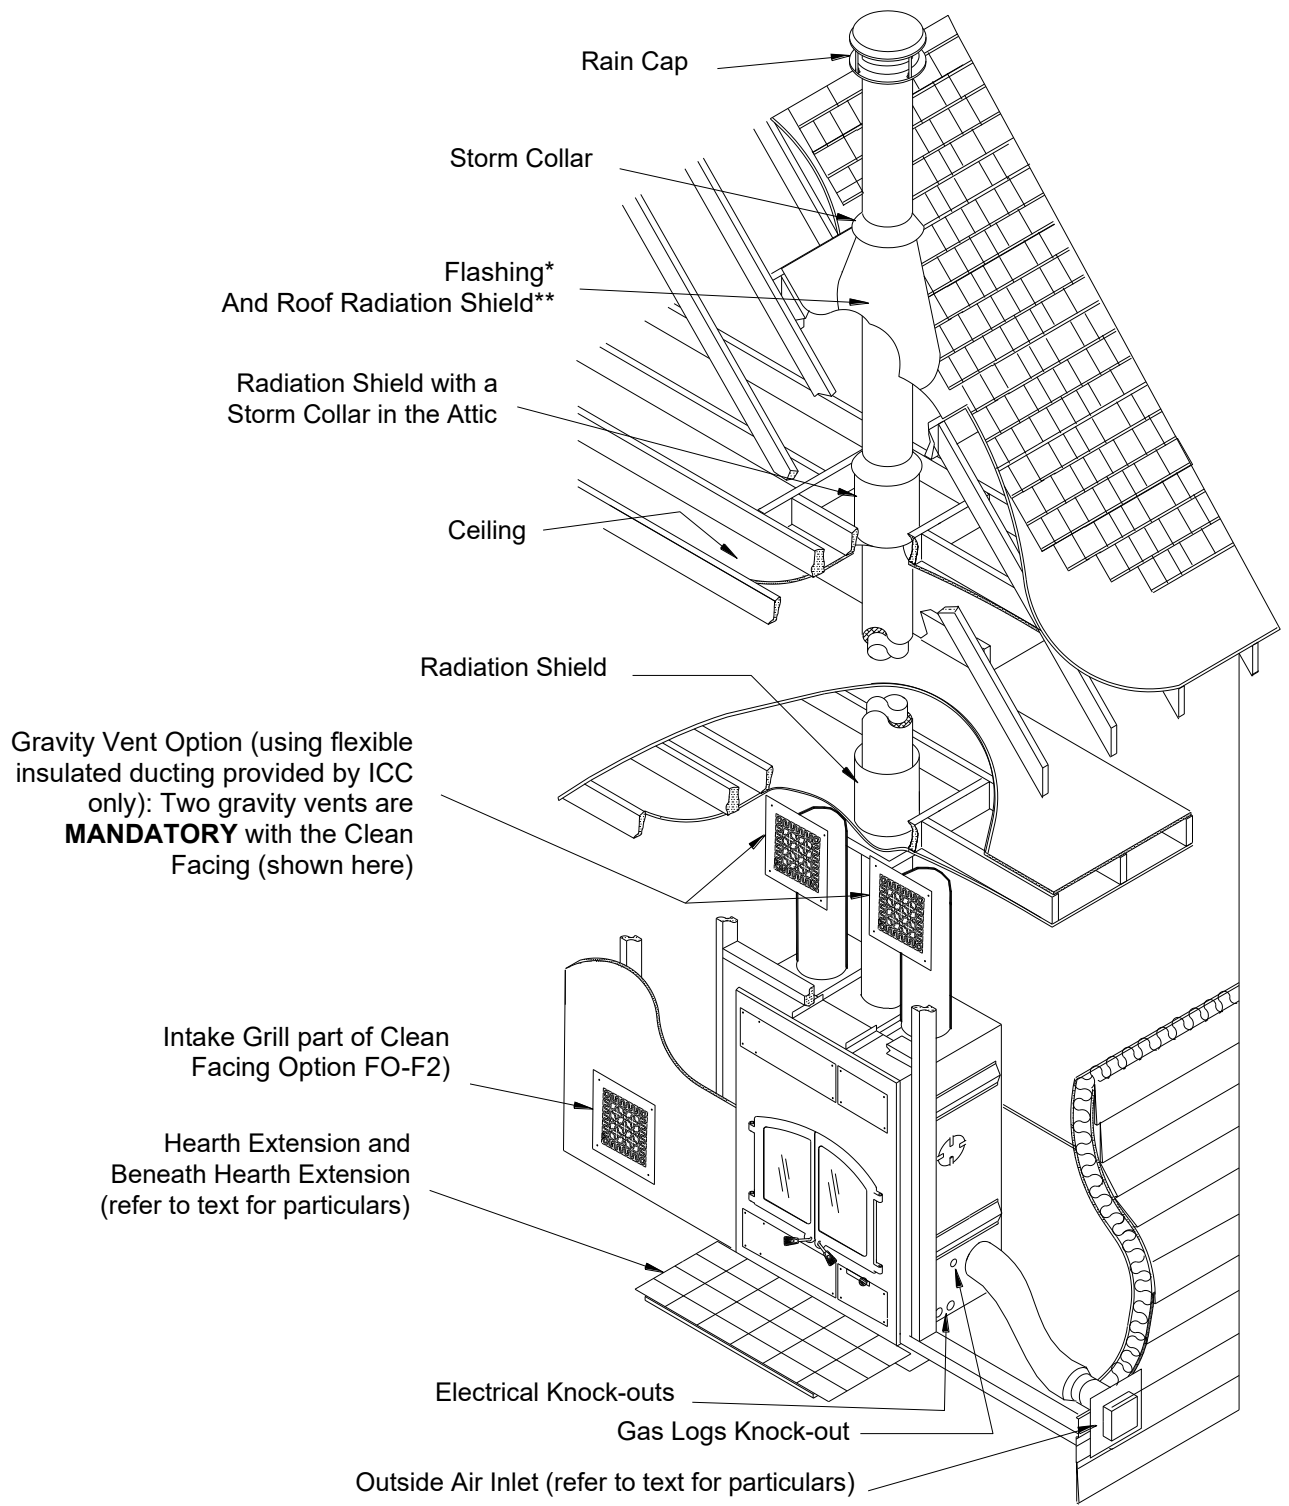 Rain Cap
Storm Collar
Flashing*
And Roof Radiation Shield**
Radiation Shield with a
Storm Collar in the Attic
Ceiling
Radiation Shield
Gravity Vent Option (using flexible
insulated ducting provided by ICC
only): Two gravity vents are
MANDATORY with the Clean
Facing (shown here)
Intake Grill part of Clean
Facing Option FO-F2)
Hearth Extension and
Beneath Hearth Extension
(refer to text for particulars)
Electrical Knock-outs
Gas Logs Knock-out
Outside Air Inlet (refer to text for particulars)